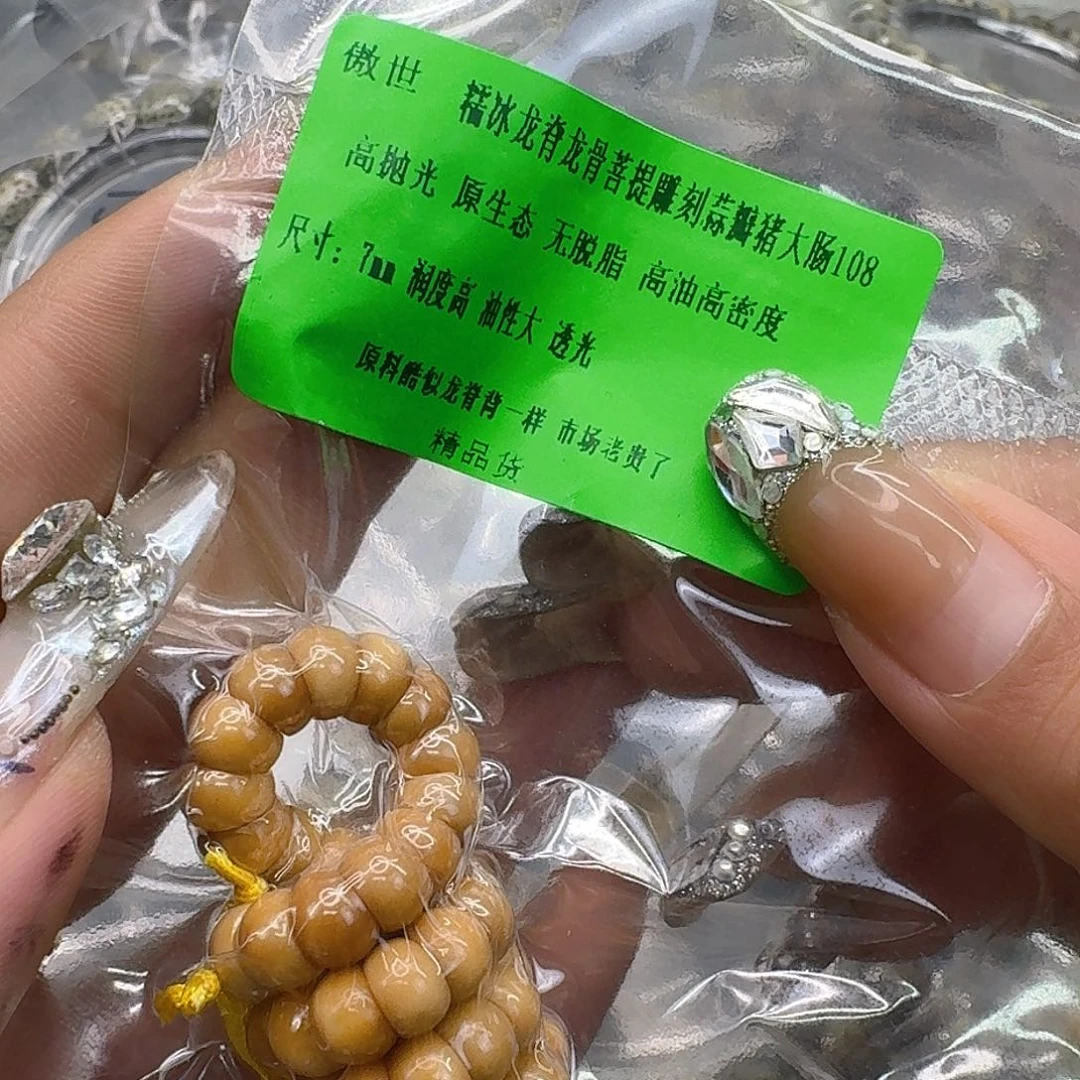 傲世 糯冰龙脊龙骨菩提雕刻蒜瓣猪大肠108
高抛光 原生态 无脱脂 高油高密度
尺寸：7mm 润度高 油性大 透光
原料酷似龙脊背一样 市场老贵了
精品货